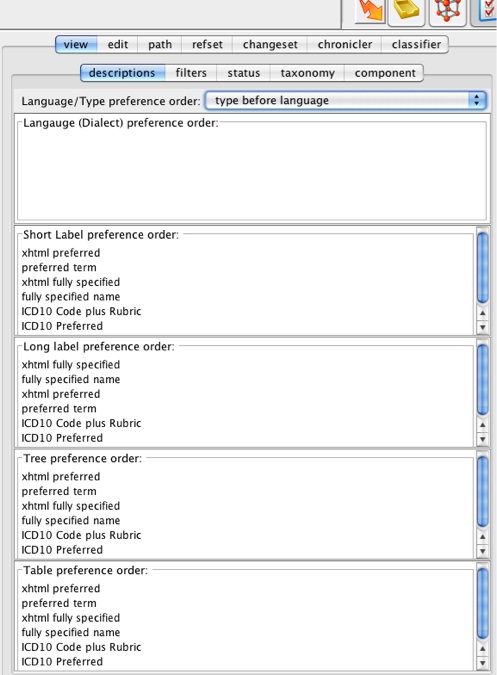 view edit path refset changeset chronicler classifier
descriptions filters status taxonomy component
Language/Type preference order: type before language
Langauge (Dialect) preference order:
Short Label preference order:
xhtml preferred
preferred term
xhtml fully specified
fully specified name
ICD10 Code plus Rubric
ICD10 Preferred
Long label preference order:
xhtml fully specified
fully specified name
xhtml preferred
preferred term
ICD10 Code plus Rubric
ICD10 Preferred
Tree preference order:
xhtml preferred
preferred term
xhtml fully specified
fully specified name
ICD10 Code plus Rubric
ICD10 Preferred
Table preference order:
xhtml preferred
preferred term
xhtml fully specified
fully specified name
ICD10 Code plus Rubric
ICD10 Preferred